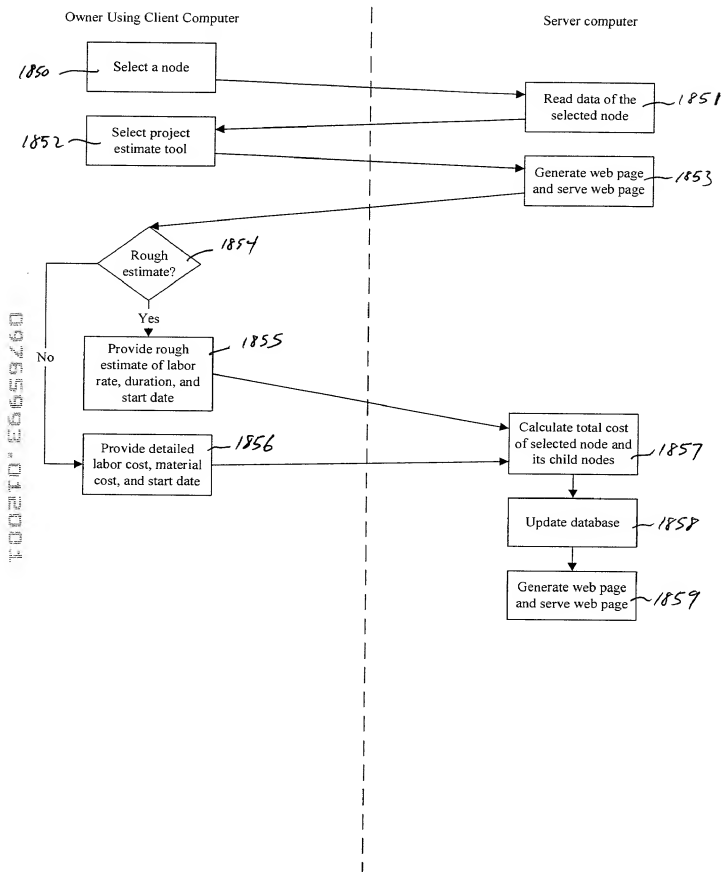 Owner Using Client Computer
Server computer
1850
Select a node
Read data of the
selected node
1851
1852
Select project
estimate tool
Generate web page
and serve web page
1853
Rough
estimate?
1854
Yes
No
Provide rough
estimate of labor
rate, duration, and
start date
1855
Provide detailed
labor cost, material
cost, and start date
1856
Calculate total cost
of selected node and
its child nodes
1857
Update database
1858
Generate web page
and serve web page
1859